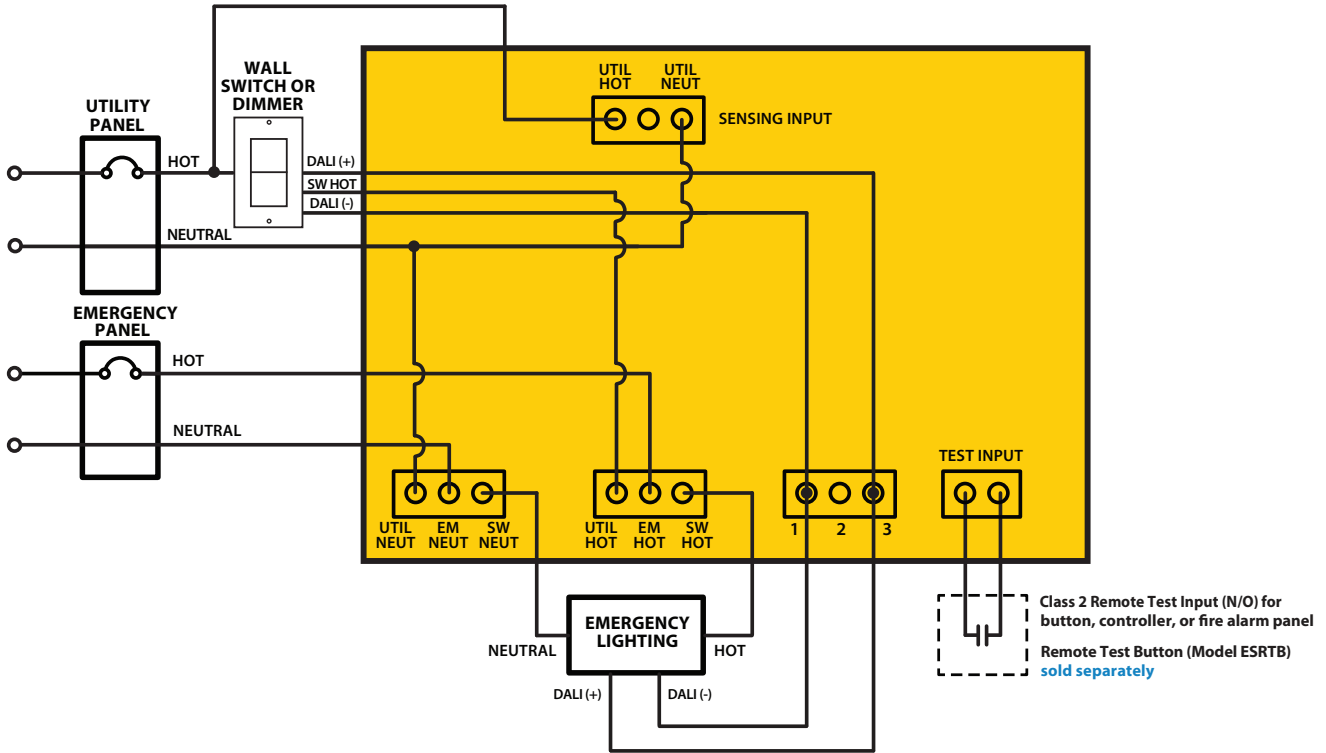 WALL
SWITCH OR
DIMMER
UTILITY
PANEL
HOT
NEUTRAL
DALI (+)
SW HOT
DALI (-)
UTIL
HOT
UTIL
NEUT
SENSING INPUT
EMERGENCY
PANEL
HOT
NEUTRAL
UTIL
NEUT
EM
NEUT
SW
NEUT
UTIL
HOT
EM
HOT
SW
HOT
1
2
3
TEST INPUT
EMERGENCY
LIGHTING
NEUTRAL
HOT
DALI (+)
DALI (-)
Class 2 Remote Test Input (N/O) for
button, controller, or fire alarm panel
Remote Test Button (Model ESRTB)
sold separately